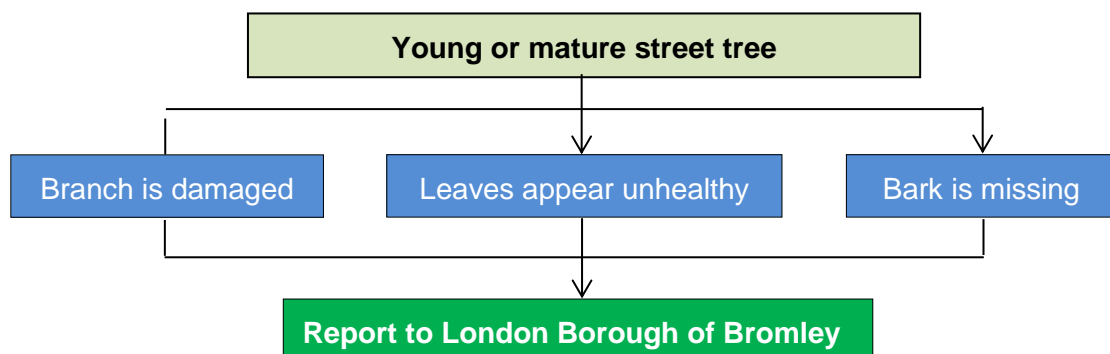 Young or mature street tree
Branch is damaged
Leaves appear unhealthy
Bark is missing
Report to London Borough of Bromley